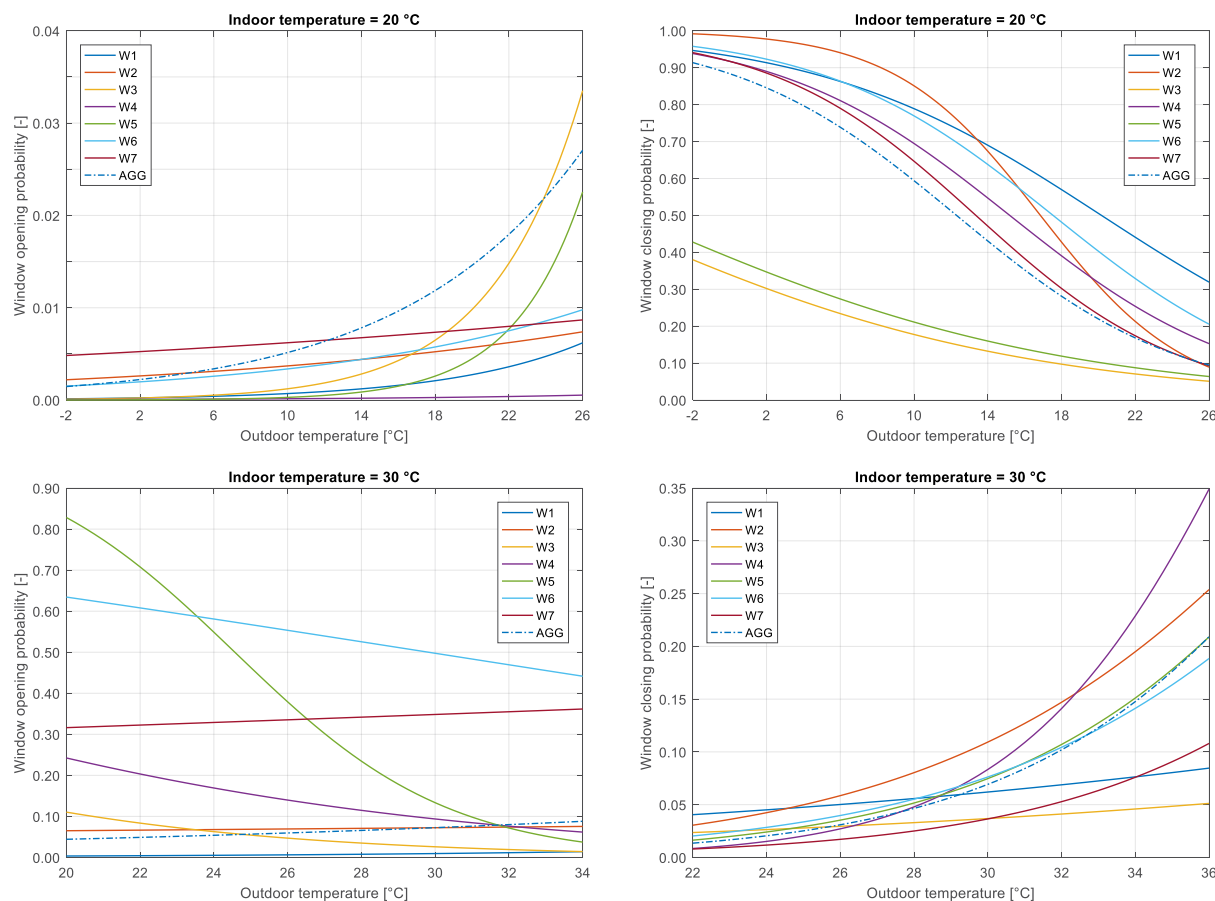 Indoor temperature = 20 °C
Window opening probability [-]
0.04
0.03
0.02
0.01
0.00
W1
W2
W3
W4
W5
W6
W7
AGG
-2 2 6 10 14 18 22 26
Outdoor temperature [°C]
Indoor temperature = 20 °C
Window closing probability [-]
1.00
0.90
0.80
0.70
0.60
0.50
0.40
0.30
0.20
0.10
0.00
W1
W2
W3
W4
W5
W6
W7
AGG
-2 2 6 10 14 18 22 26
Outdoor temperature [°C]
Indoor temperature = 30 °C
Window opening probability [-]
0.90
0.80
0.70
0.60
0.50
0.40
0.30
0.20
0.10
0.00
W1
W2
W3
W4
W5
W6
W7
AGG
20 22 24 26 28 30 32 34
Outdoor temperature [°C]
Indoor temperature = 30 °C
Window closing probability [-]
0.35
0.30
0.25
0.20
0.15
0.10
0.05
0.00
W1
W2
W3
W4
W5
W6
W7
AGG
22 24 26 28 30 32 34 36
Outdoor temperature [°C]